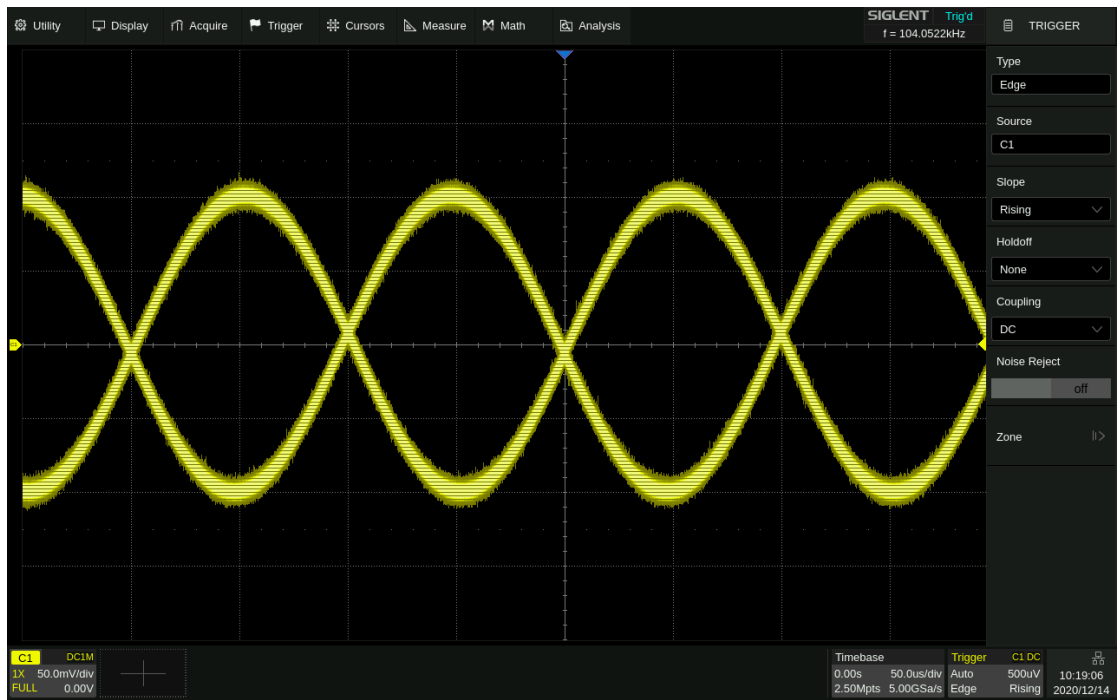 Utility Display Acquire Trigger Cursors Measure Math Analysis SIGLENT Trig'd TRIGGER
f = 104.0522kHz
Type
Edge
Source
C1
Slope
Rising
Holdoff
None
Coupling
DC
Noise Reject
off
Zone
C1
C1 DC1M
1X 50.0mV/div
FULL 0.00V
Timebase
0.00s 50.0us/div
2.50Mpts 5.00GSa/s
Trigger C1 DC
Auto 500uV
Edge Rising
10:19:06
2020/12/14